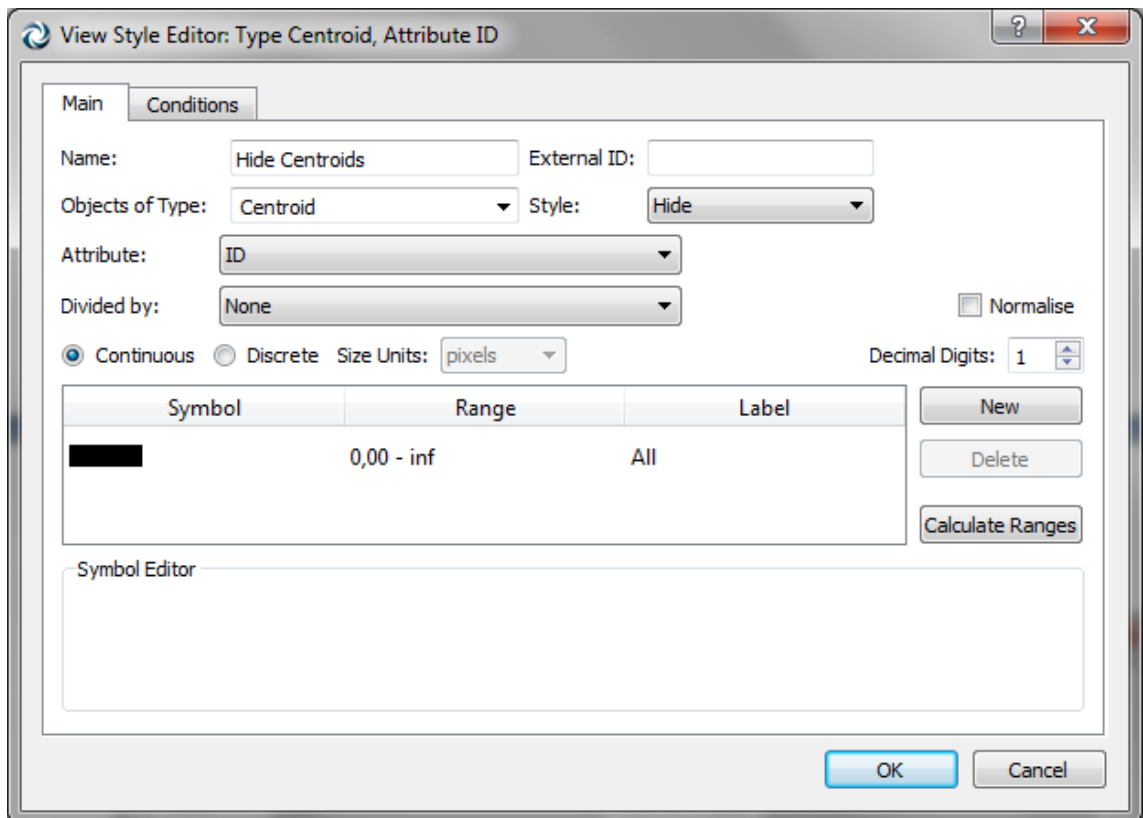 View Style Editor: Type Centroid, Attribute ID
?
X
Main Conditions
Name: Hide Centroids External ID:
Objects of Type: Centroid Style: Hide
Attribute: ID
Divided by: None Normalise
Continuous Discrete Size Units: pixels Decimal Digits: 1
Symbol Range Label New
0,00 - inf All Delete
Calculate Ranges
Symbol Editor
OK Cancel